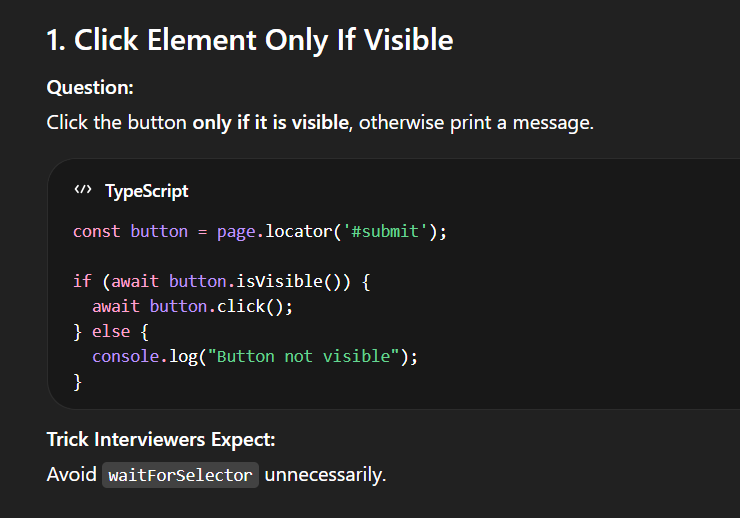 1. Click Element Only If Visible
Question:
Click the button only if it is visible, otherwise print a message.
</> TypeScript
const button = page.locator('#submit');
if (await button.isVisible()) {
  await button.click();
} else {
  console.log("Button not visible");
}
Trick Interviewers Expect:
Avoid waitForSelector unnecessarily.